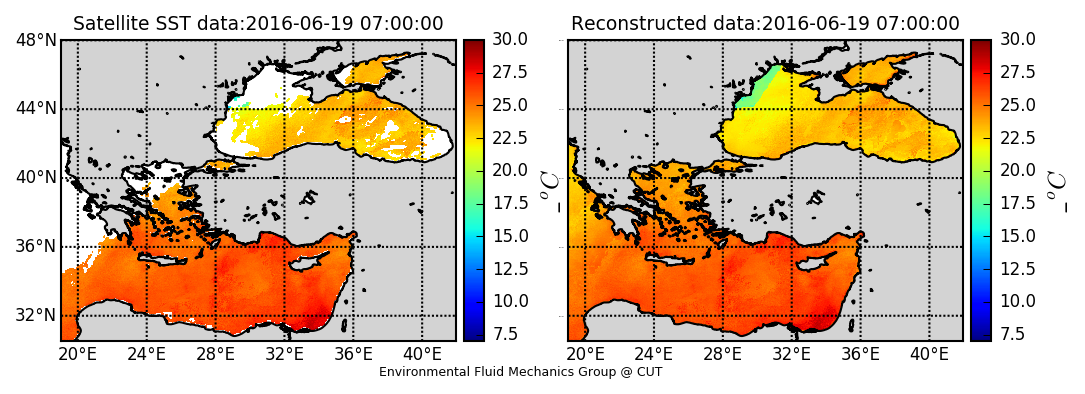 Satellite SST data:2016-06-19 07:00:00
48°N
44°N
40°N
36°N
32°N
20°E 24°E 28°E 32°E 36°E 40°E
30.0
27.5
25.0
22.5
20.0
17.5
15.0
12.5
10.0
7.5
_°C
Reconstructed data:2016-06-19 07:00:00
20°E 24°E 28°E 32°E 36°E 40°E
30.0
27.5
25.0
22.5
20.0
17.5
15.0
12.5
10.0
7.5
_°C
Environmental Fluid Mechanics Group @ CUT